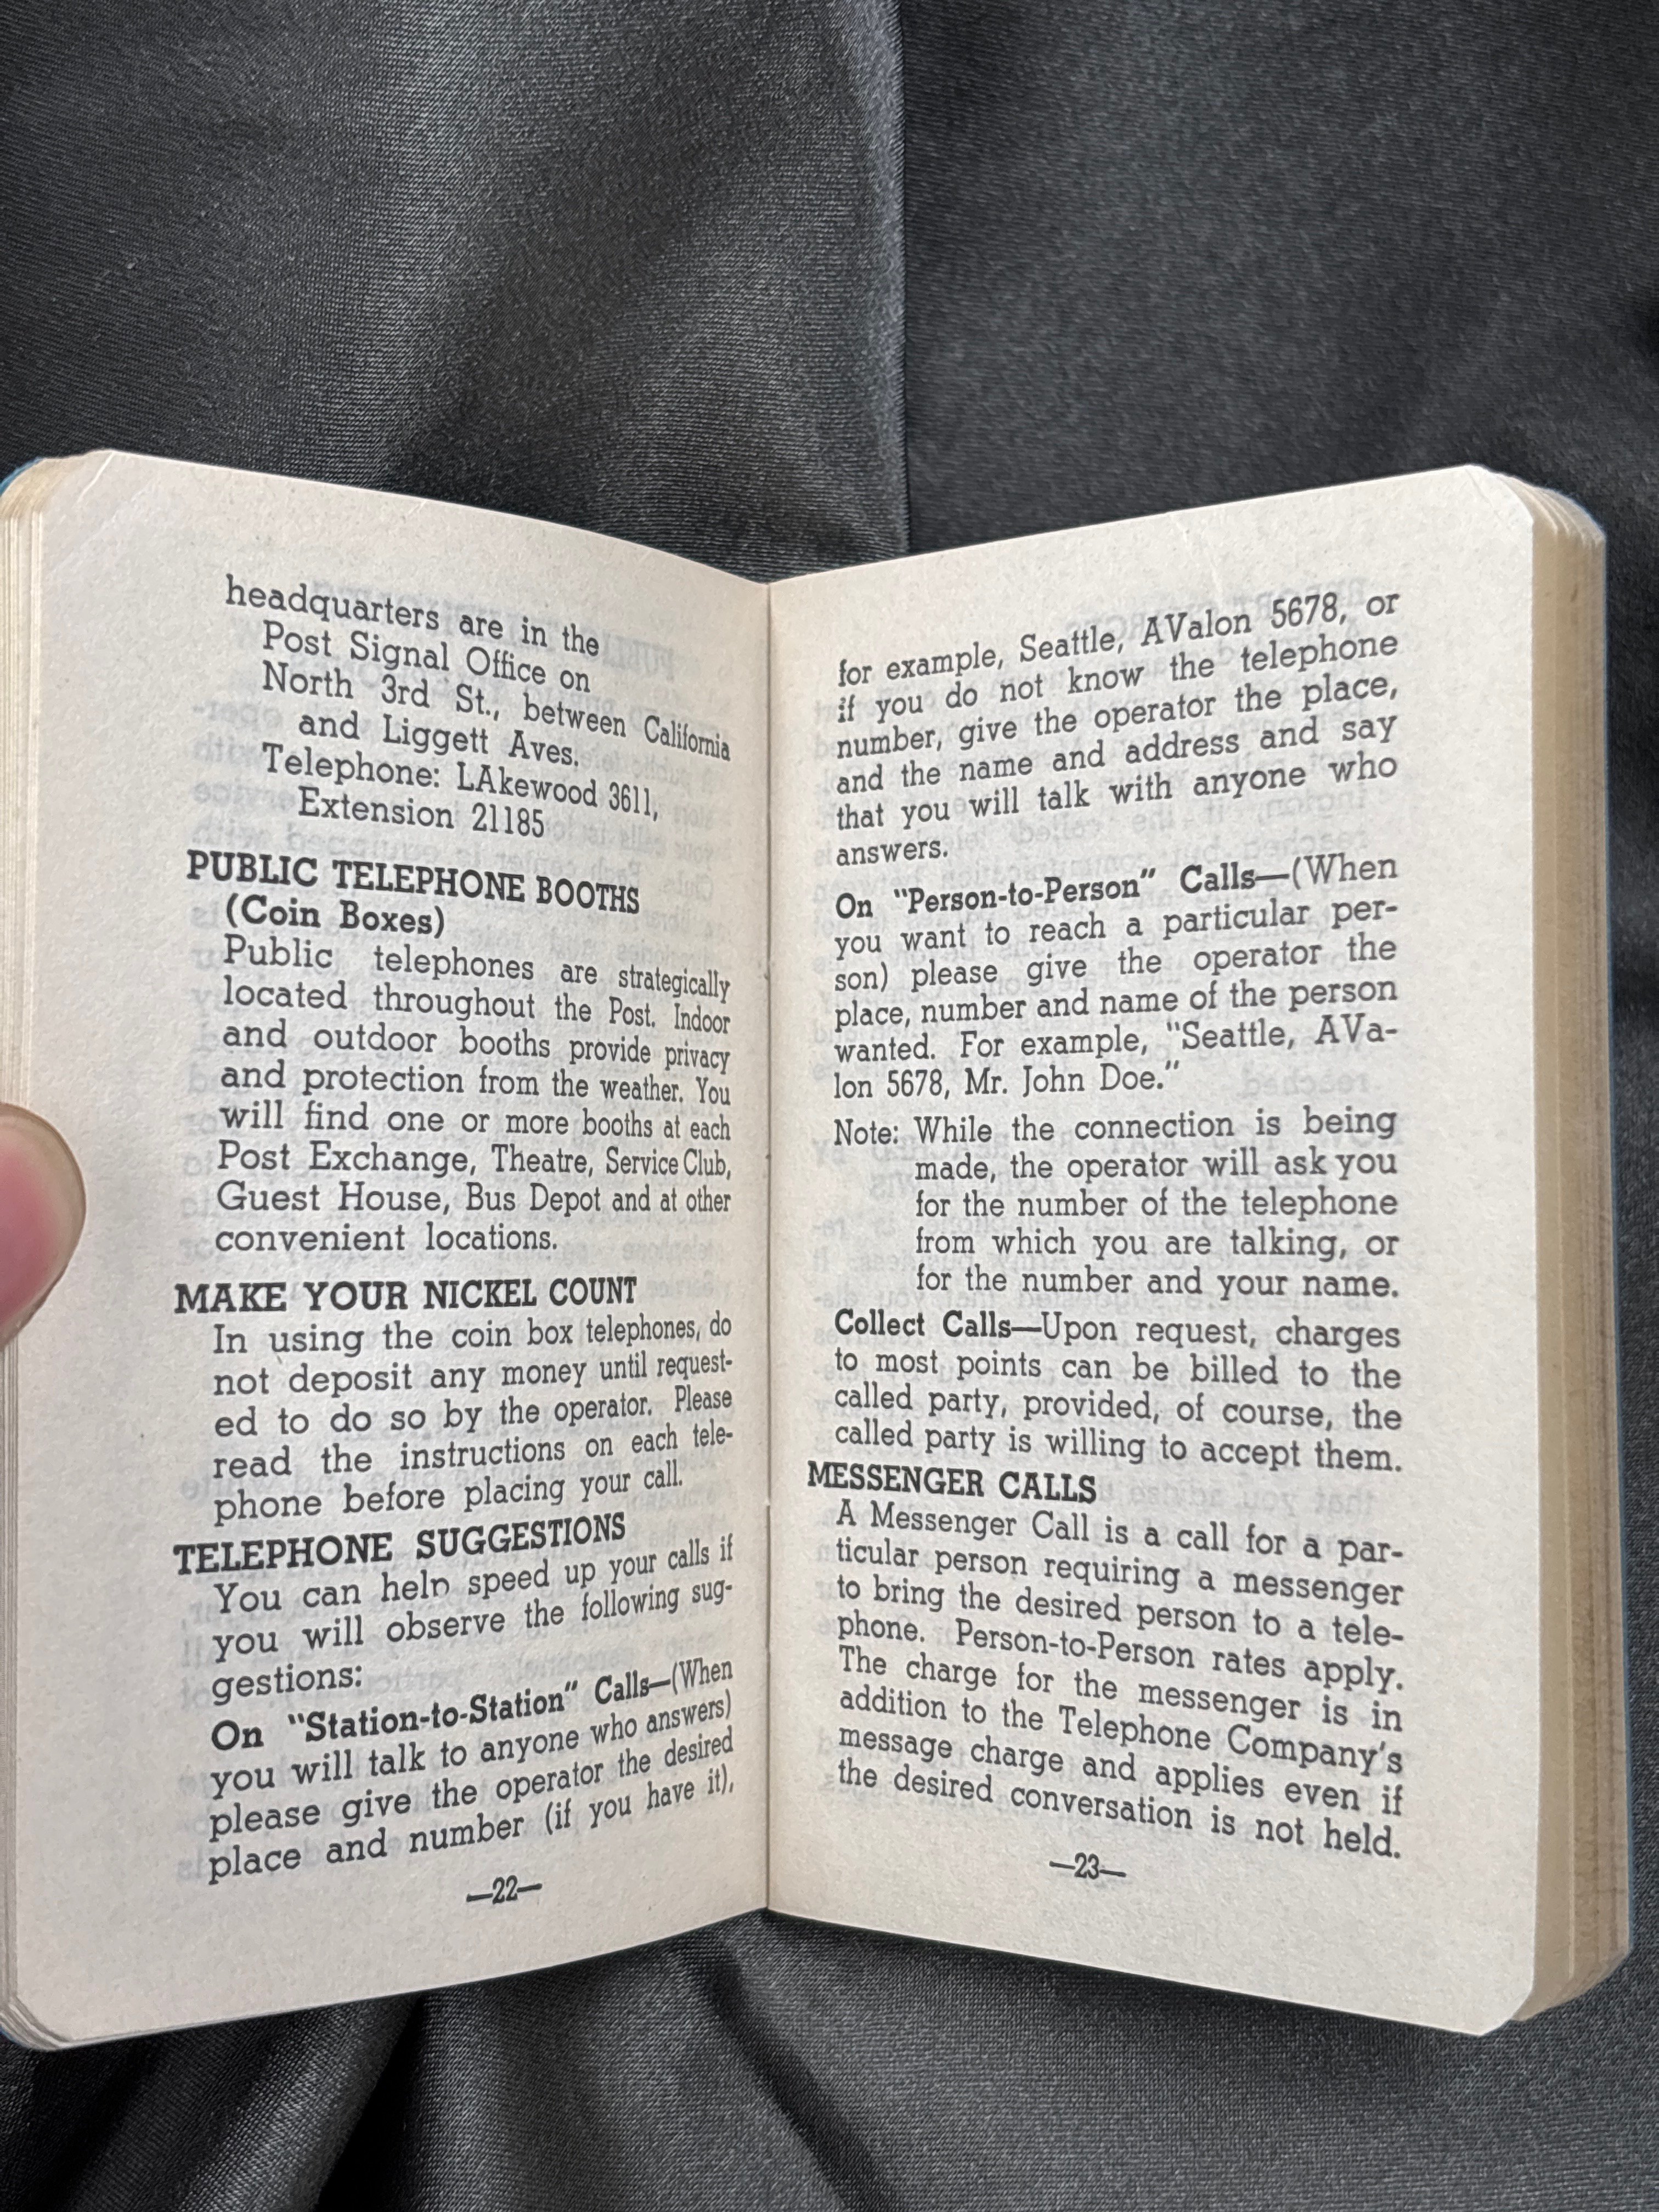 headquarters are in the
Post Signal Office on
North 3rd St., between California
and Liggett Aves.
Telephone: LAkewood 3611,
Extension 21185
PUBLIC TELEPHONE BOOTHS
(Coin Boxes)
Public telephones are strategically
located throughout the Post. Indoor
and outdoor booths provide privacy
and protection from the weather. You
will find one or more booths at each
Post Exchange, Theatre, Service Club,
Guest House, Bus Depot and at other
convenient locations.
MAKE YOUR NICKEL COUNT
In using the coin box telephones, do
not deposit any money until request-
ed to do so by the operator. Please
read the instructions on each tele-
phone before placing your call.
TELEPHONE SUGGESTIONS
You can help speed up your calls if
you will observe the following sug-
gestions:
On "Station-to-Station" Calls—(When
you will talk to anyone who answers)
please give the operator the desired
place and number (if you have it),
—22—
for example, Seattle, AValon 5678, or
if you do not know the telephone
number, give the operator the place,
and the name and address and say
that you will talk with anyone who
answers.
On "Person-to-Person" Calls—(When
you want to reach a particular per-
son) please give the operator the
place, number and name of the person
wanted. For example, "Seattle, AVa-
lon 5678, Mr. John Doe."
Note: While the connection is being
made, the operator will ask you
for the number of the telephone
from which you are talking, or
for the number and your name.
Collect Calls—Upon request, charges
to most points can be billed to the
called party, provided, of course, the
called party is willing to accept them.
MESSENGER CALLS
A Messenger Call is a call for a par-
ticular person requiring a messenger
to bring the desired person to a tele-
phone. Person-to-Person rates apply.
The charge for the messenger is in
addition to the Telephone Company's
message charge and applies even if
the desired conversation is not held.
—23—